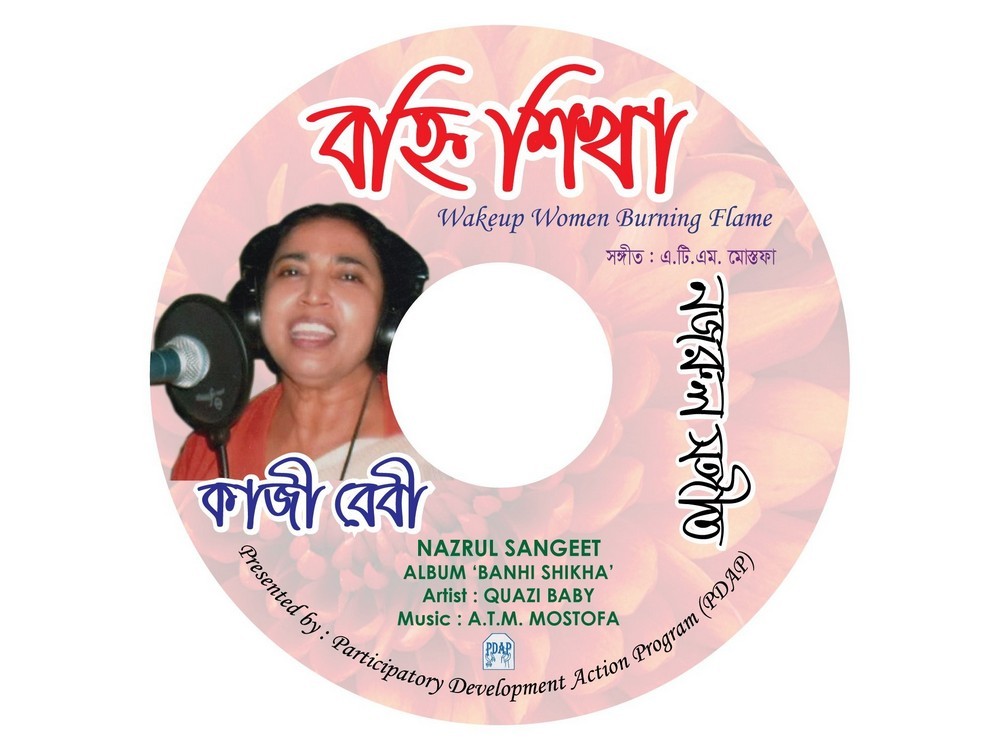 বহ্নি শিখা
Wakeup Women Burning Flame
সঙ্গীত : এ.টি.এম. মোস্তফা
নজরুল সঙ্গীত
কাজী বেবী
NAZRUL SANGEET
ALBUM ‘BANHI SHIKHA’
Artist : QUAZI BABY
Music : A.T.M. MOSTOFA
PDAP
Presented by : Participatory Development Action Program (PDAP)